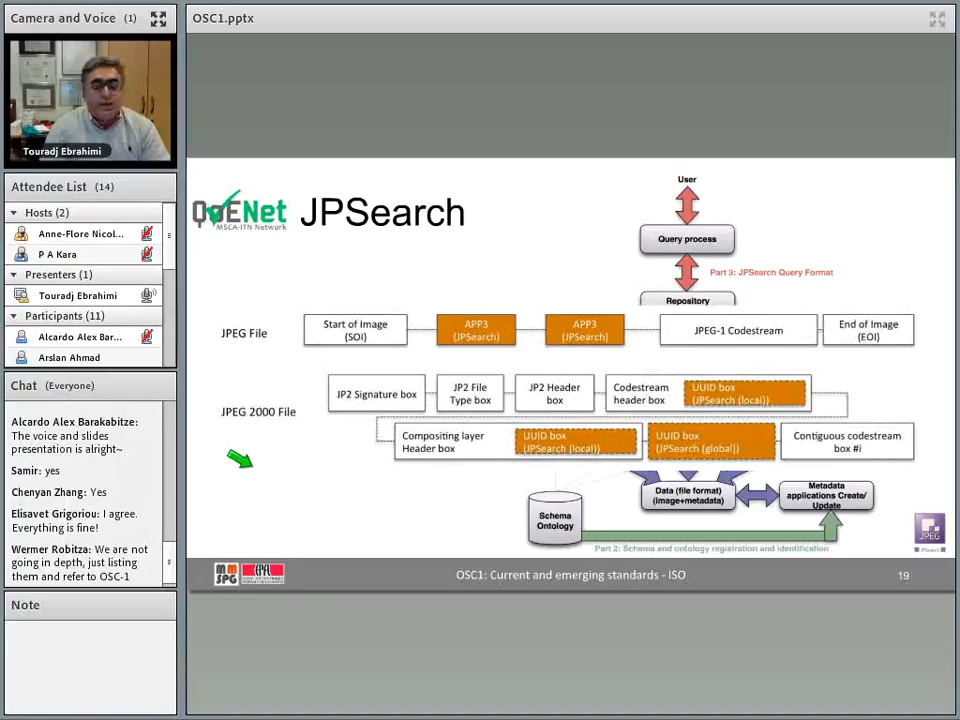 Camera and Voice (1)
Touradj Ebrahimi
Attendee List (14)
Hosts (2)
Anne-Flore Nicol...
P A Kara
Presenters (1)
Touradj Ebrahimi
Participants (11)
Alcardo Alex Bar...
Arslan Ahmad
Chat (Everyone)
Alcardo Alex Barakabitze:
The voice and slides
presentation is alright~
Samir: yes
Chenyan Zhang: Yes
Elisavet Grigoriou: I agree.
Everything is fine!
Wermer Robitza: We are not
going in depth, just listing
them and refer to OSC-1
Note
OSC1.pptx
QoENet
MSCA-ITN Network
JPSearch
User
Query process
Part 3: JPSearch Query Format
Repository
JPEG File
Start of Image
(SOI)
APP3
(JPSearch)
APP3
(JPSearch)
JPEG-1 Codestream
End of Image
(EOI)
JPEG 2000 File
JP2 Signature box
JP2 File
Type box
JP2 Header
box
Codestream
header box
UUID box
(JPSearch (local))
Compositing layer
Header box
UUID box
(JPSearch (local))
UUID box
(JPSearch (global))
Contiguous codestream
box #i
Schema
Ontology
Data (file format)
(image+metadata)
Metadata
applications Create/
Update
Part 2: Schema and ontology registration and identification
JPEG
JPSearch
MMSPG
EPFL
OSC1: Current and emerging standards - ISO
19